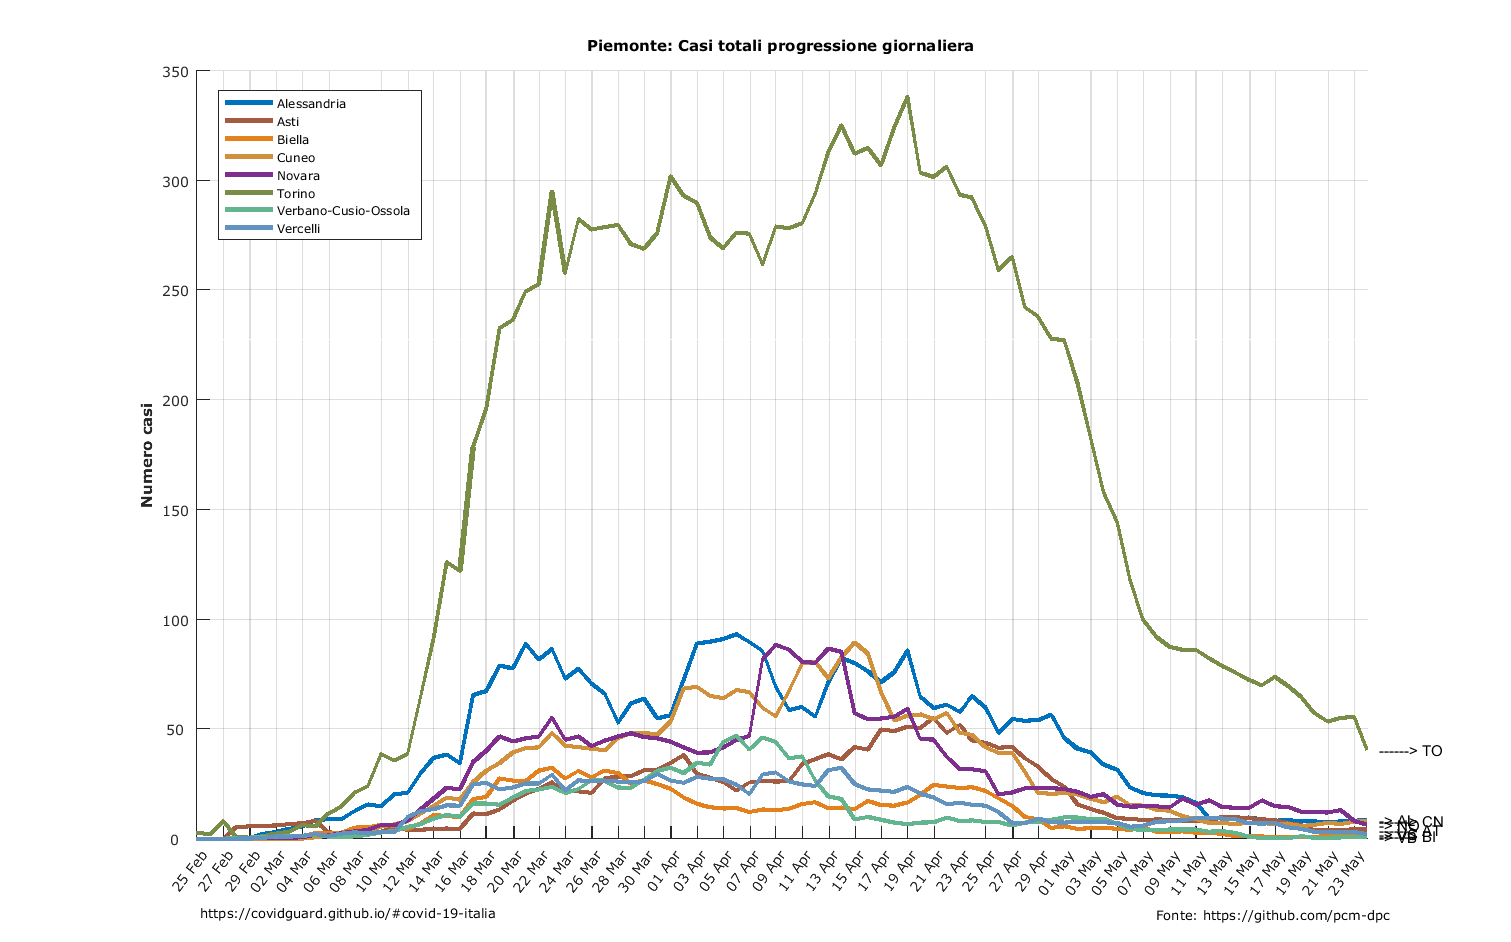 Piemonte: Casi totali progressione giornaliera
350
300
250
200
150
100
50
0
Numero casi
Alessandria
Asti
Biella
Cuneo
Novara
Torino
Verbano-Cusio-Ossola
Vercelli
------> TO
CN
BI
25 Feb
27 Feb
29 Feb
02 Mar
04 Mar
06 Mar
08 Mar
10 Mar
12 Mar
14 Mar
16 Mar
18 Mar
20 Mar
22 Mar
24 Mar
26 Mar
28 Mar
30 Mar
01 Apr
03 Apr
05 Apr
07 Apr
09 Apr
11 Apr
13 Apr
15 Apr
17 Apr
19 Apr
21 Apr
23 Apr
25 Apr
27 Apr
29 Apr
01 May
03 May
05 May
07 May
09 May
11 May
13 May
15 May
17 May
19 May
21 May
23 May
https://covidguard.github.io/#covid-19-italia
Fonte: https://github.com/pcm-dpc